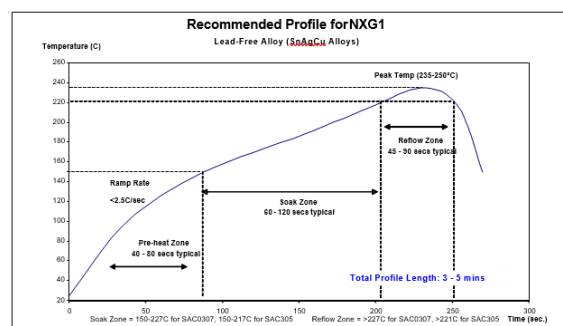 Recommended Profile forNXG1
Lead-Free Alloy (SnAgCu Alloys)
Temperature (C)
260
240
220
200
180
160
140
120
100
80
60
40
20
Peak Temp (235-250°C)
Reflow Zone
45 - 90 secs typical
Ramp Rate
<2.5C/sec
Soak Zone
60 - 120 secs typical
Pre-heat Zone
40 - 80 secs typical
Total Profile Length: 3 - 5 mins
0 50 100 150 200 250 300
Time (sec.)
Soak Zone = 150-227C for SAC0307, 150-217C for SAC305 Reflow Zone = >227C for SAC0307, >221C for SAC305